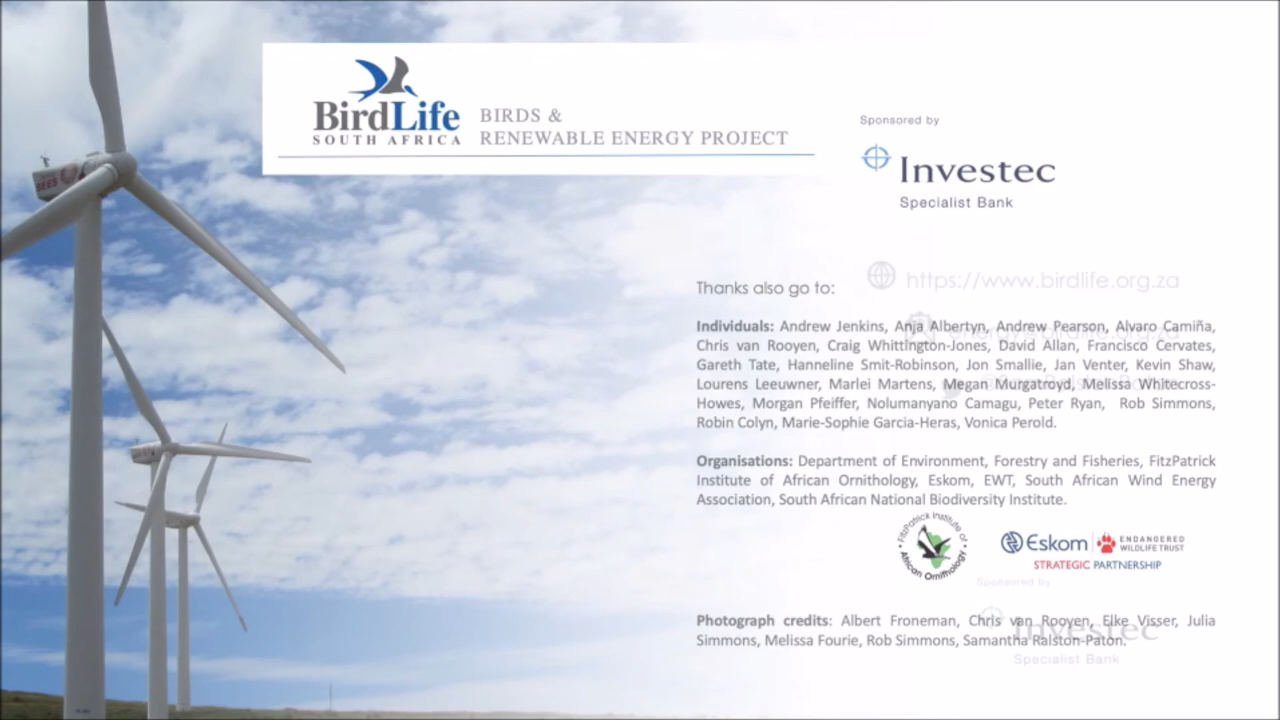 BirdLife
SOUTH AFRICA
BIRDS &
RENEWABLE ENERGY PROJECT
Sponsored by
Investec
Specialist Bank
https://www.birdlife.org.za
Thanks also go to:
Individuals: Andrew Jenkins, Anja Albertyn, Andrew Pearson, Alvaro Camiña,
Chris van Rooyen, Craig Whittington-Jones, David Allan, Francisco Cervates,
Gareth Tate, Hanneline Smit-Robinson, Jon Smallie, Jan Venter, Kevin Shaw,
Lourens Leeuwner, Marlei Martens, Megan Murgatroyd, Melissa Whitecross-
Howes, Morgan Pfeiffer, Nolumanyano Camagu, Peter Ryan, Rob Simmons,
Robin Colyn, Marie-Sophie Garcia-Heras, Vonica Perold.
Organisations: Department of Environment, Forestry and Fisheries, FitzPatrick
Institute of African Ornithology, Eskom, EWT, South African Wind Energy
Association, South African National Biodiversity Institute.
FitzPatrick Institute of
African Ornithology
Eskom
ENDANGERED
WILDLIFE TRUST
STRATEGIC PARTNERSHIP
Sponsored by
Photograph credits: Albert Froneman, Chris van Rooyen, Elke Visser, Julia
Simmons, Melissa Fourie, Rob Simmons, Samantha Ralston-Paton.
Investec
Specialist Bank